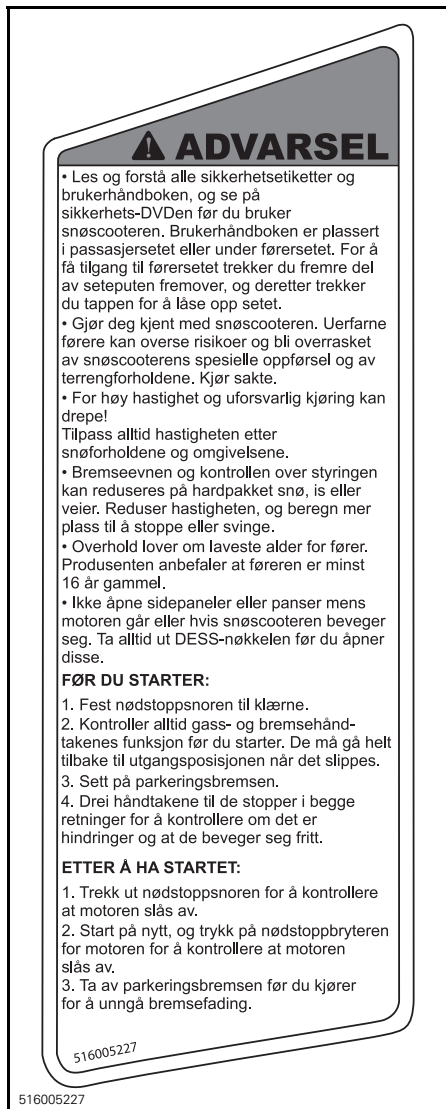 ADVARSEL
• Les og forstå alle sikkerhetsetiketter og
brukerhåndboken, og se på
sikkerhets-DVDen før du bruker
snøscooteren. Brukerhåndboken er plassert
i passasjersetet eller under førersetet. For å
få tilgang til førersetet trekker du fremre del
av seteputen fremover, og deretter trekker
du tappen for å låse opp setet.
• Gjør deg kjent med snøscooteren. Uerfarne
førere kan overse risikoer og bli overrasket
av snøscooterens spesielle oppførsel og av
terrengforholdene. Kjør sakte.
• For høy hastighet og uforsvarlig kjøring kan
drepe!
Tilpass alltid hastigheten etter
snøforholdene og omgivelsene.
• Bremseevnen og kontrollen over styringen
kan reduseres på hardpakket snø, is eller
veier. Reduser hastigheten, og beregn mer
plass til å stoppe eller svinge.
• Overhold lover om laveste alder for fører.
Produsenten anbefaler at føreren er minst
16 år gammel.
• Ikke åpne sidepaneler eller panser mens
motoren går eller hvis snøscooteren beveger
seg. Ta alltid ut DESS-nøkkelen før du åpner
disse.
FØR DU STARTER:
1. Fest nødstoppsnoren til klærne.
2. Kontroller alltid gass- og bremsehånd-
takenes funksjon før du starter. De må gå helt
tilbake til utgangsposisjonen når det slippes.
3. Sett på parkeringsbremsen.
4. Drei håndtakene til de stopper i begge
retninger for å kontrollere om det er
hindringer og at de beveger seg fritt.
ETTER Å HA STARTET:
1. Trekk ut nødstoppsnoren for å kontrollere
at motoren slås av.
2. Start på nytt, og trykk på nødstoppbryteren
for motoren for å kontrollere at motoren
slås av.
3. Ta av parkeringsbremsen før du kjører
for å unngå bremsefading.
516005227
516005227